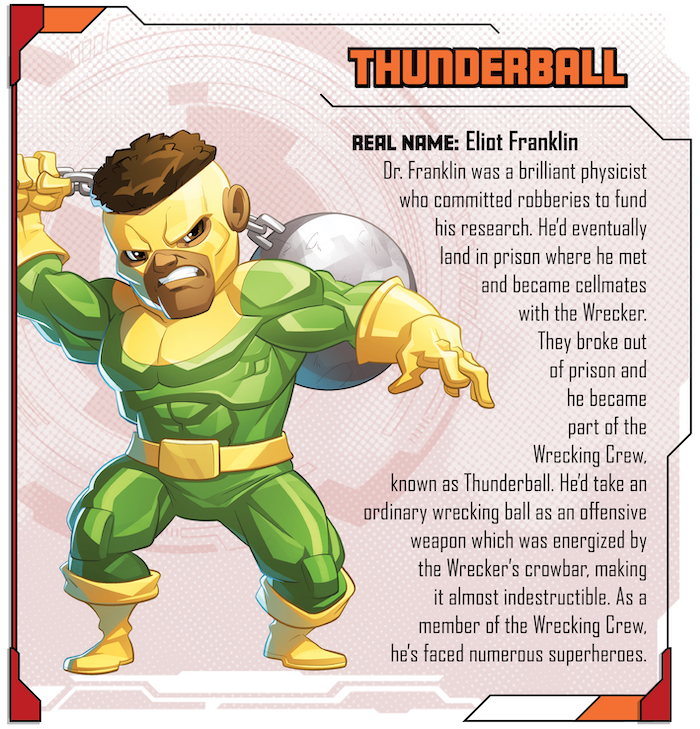 THUNDERBALL
REAL NAME: Eliot Franklin
Dr. Franklin was a brilliant physicist
who committed robberies to fund
his research. He'd eventually
land in prison where he met
and became cellmates
with the Wrecker.
They broke out
of prison and
he became
part of the
Wrecking Crew,
known as Thunderball. He'd take an
ordinary wrecking ball as an offensive
weapon which was energized by
the Wrecker's crowbar, making
it almost indestructible. As a
member of the Wrecking Crew,
he's faced numerous superheroes.